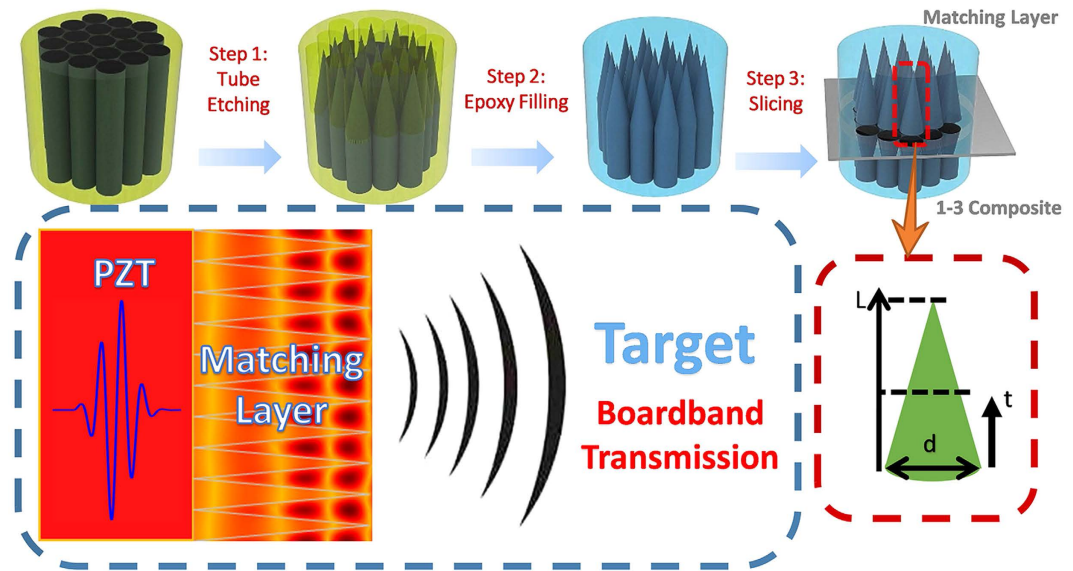 Step 1:
Tube
Etching
Step 2:
Epoxy Filling
Step 3:
Slicing
Matching Layer
1-3 Composite
PZT
Matching
Layer
Target
Boardband
Transmission
L
t
d